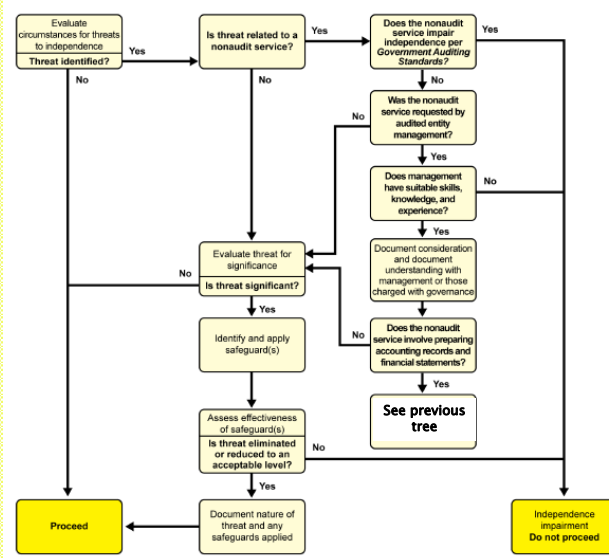 Evaluate
circumstances for threats
to independence
Threat identified?
Yes
No
Is threat related to a
nonaudit service?
Yes
No
Does the nonaudit
service impair
independence per
Government Auditing
Standards?
Yes
No
Was the nonaudit
service requested by
audited entity
management?
No
Yes
Does management
have suitable skills,
knowledge, and
experience?
No
Yes
Document consideration
and document
understanding with
management or those
charged with governance
Evaluate threat for
significance
Is threat significant?
No
Yes
Does the nonaudit
service involve preparing
accounting records and
financial statements?
No
Yes
See previous
tree
Identify and apply
safeguard(s)
Assess effectiveness
of safeguard(s)
Is threat eliminated
or reduced to an
acceptable level?
No
Yes
Document nature of
threat and any
safeguards applied
Proceed
Independence
impairment
Do not proceed